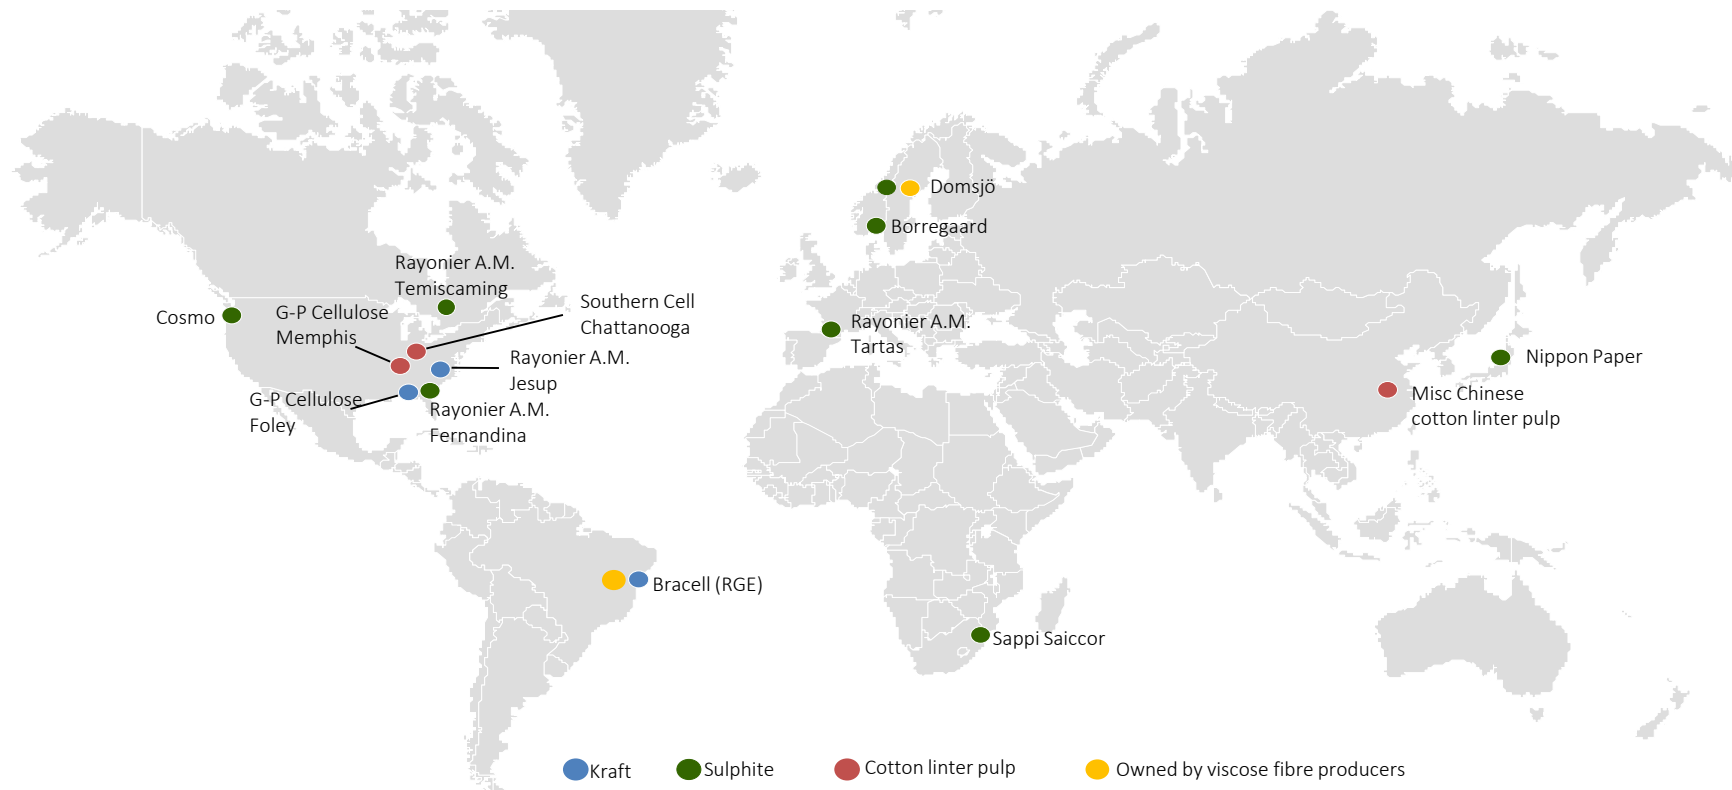 Domsjö
Borregaard
Rayonier A.M.
Temiscaming
Southern Cell
Chattanooga
Cosmo
G-P Cellulose
Memphis
Rayonier A.M.
Tartas
Rayonier A.M.
Jesup
Nippon Paper
G-P Cellulose
Foley
Rayonier A.M.
Fernandina
Misc Chinese
cotton linter pulp
Bracell (RGE)
Sappi Saiccor
Kraft
Sulphite
Cotton linter pulp
Owned by viscose fibre producers